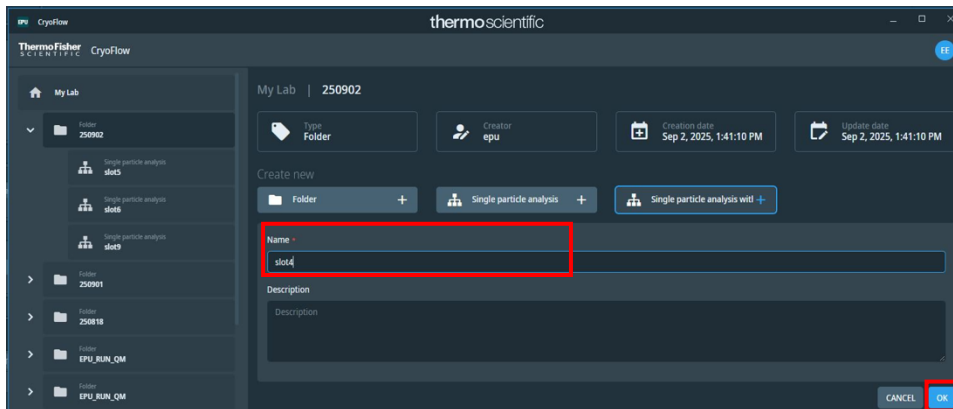 EPU CryoFlow
thermo scientific
ThermoFisher
SCIENTIFIC
CryoFlow
EE
My Lab
Folder
250902
Single particle analysis
slot5
Single particle analysis
slot6
Single particle analysis
slot9
Folder
250901
Folder
250818
Folder
EPU_RUN_QM
Folder
EPU_RUN_QM
My Lab | 250902
Type
Folder
Creator
epu
Creation date
Sep 2, 2025, 1:41:10 PM
Update date
Sep 2, 2025, 1:41:10 PM
Create new
Folder +
Single particle analysis +
Single particle analysis witl +
Name *
slot4
Description
Description
CANCEL
OK